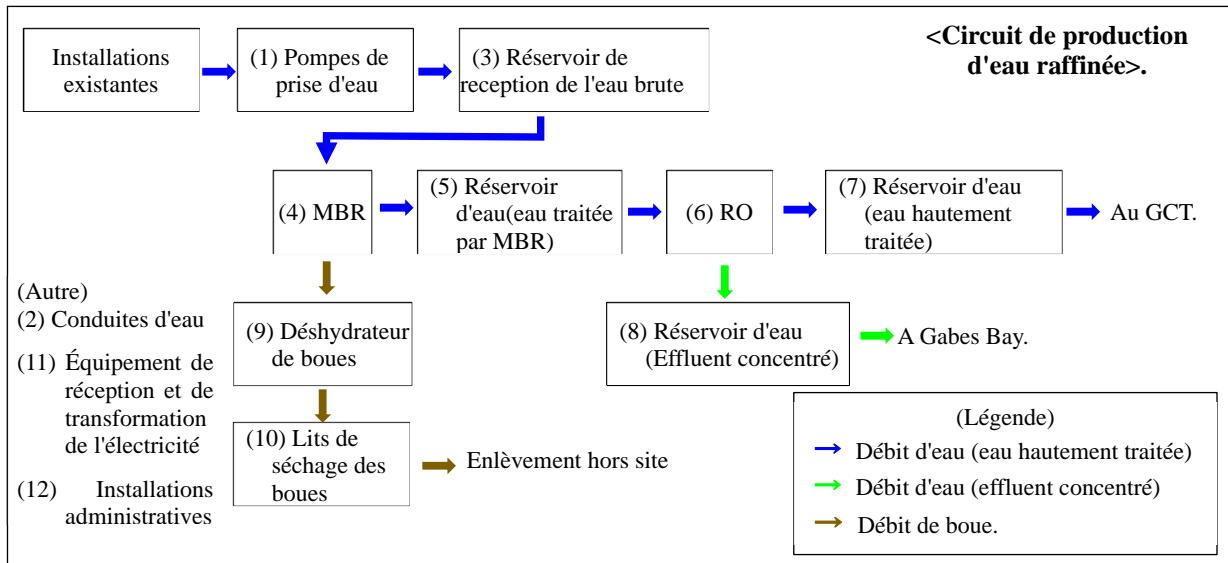 <Circuit de production
d'eau raffinée>.
Installations
existantes
(1) Pompes de
prise d'eau
(3) Réservoir de
reception de l'eau brute
(4) MBR
(5) Réservoir
d'eau(eau traitée
par MBR)
(6) RO
(7) Réservoir d'eau
(eau hautement
traitée)
Au GCT.
(Autre)
(2) Conduites d'eau
(11) Équipement de
réception et de
transformation
de l'électricité
(12) Installations
administratives
(9) Déshydrateur
de boues
(8) Réservoir d'eau
(Effluent concentré)
A Gabes Bay.
(10) Lits de
séchage des
boues
Enlèvement hors site
(Légende)
Débit d'eau (eau hautement traitée)
Débit d'eau (effluent concentré)
Débit de boue.